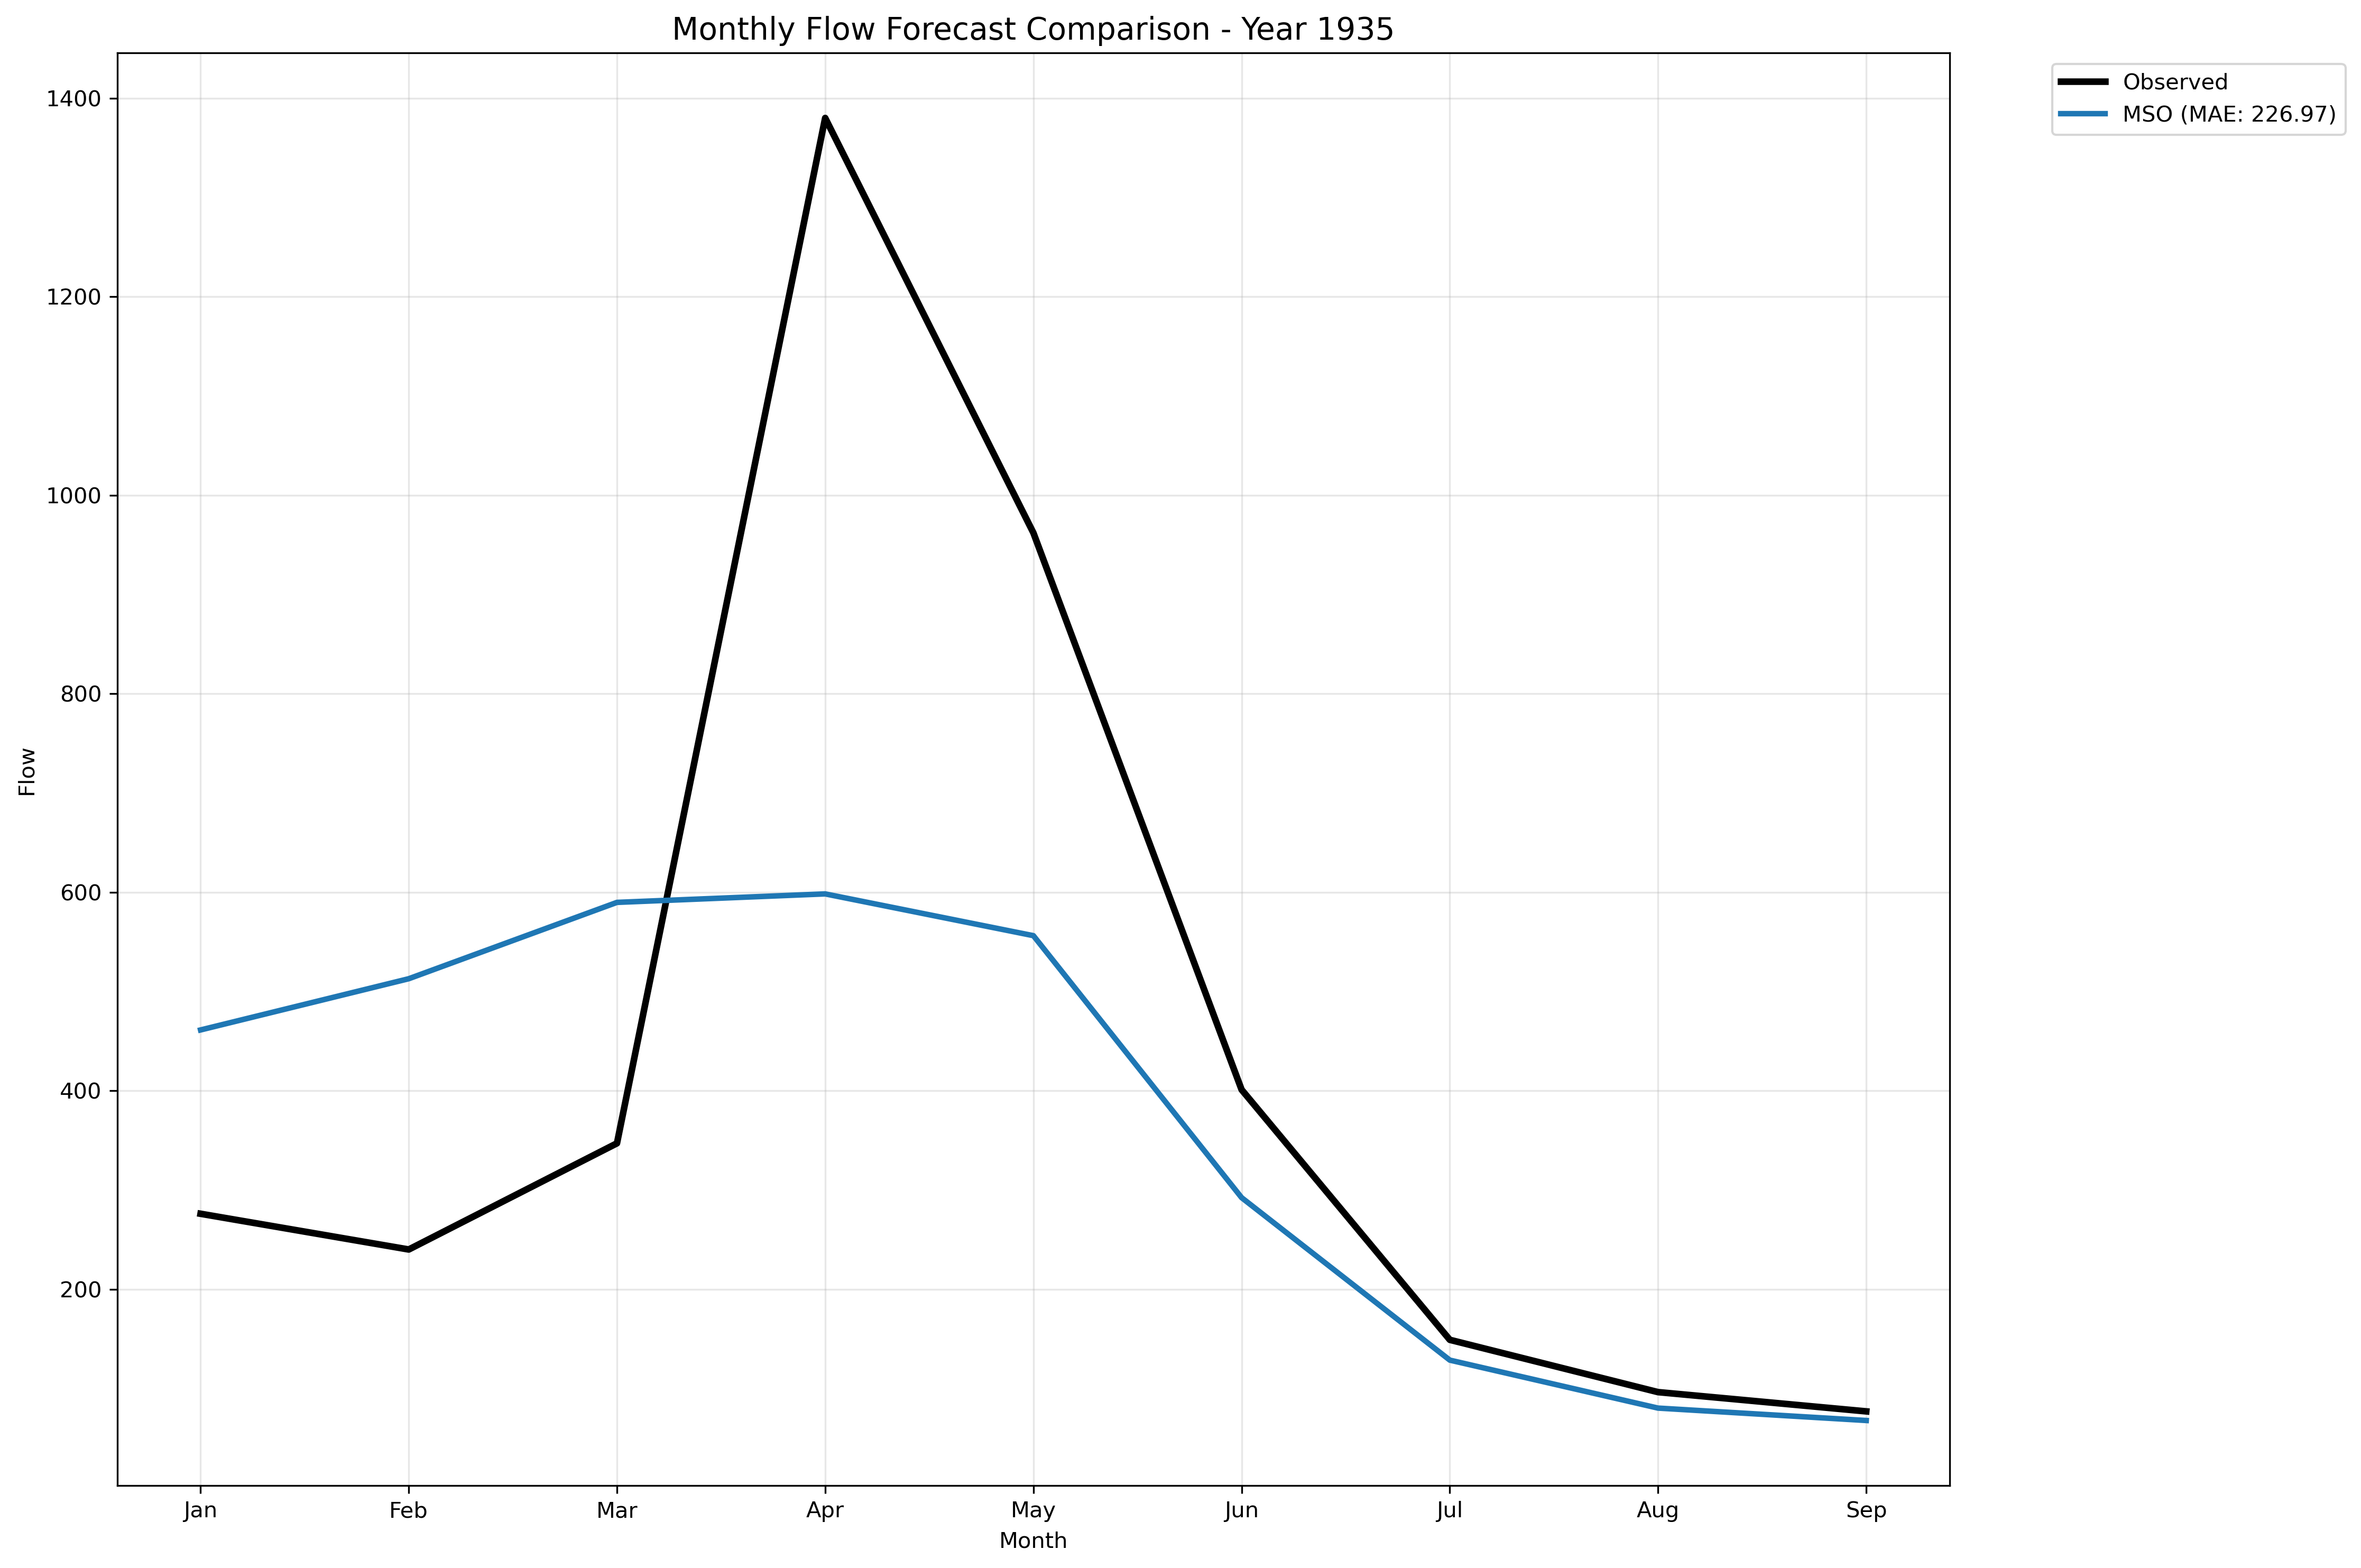 Monthly Flow Forecast Comparison - Year 1935
Observed
MSO (MAE: 226.97)
1400
1200
1000
800
600
400
200
Flow
Jan Feb Mar Apr May Jun Jul Aug Sep
Month